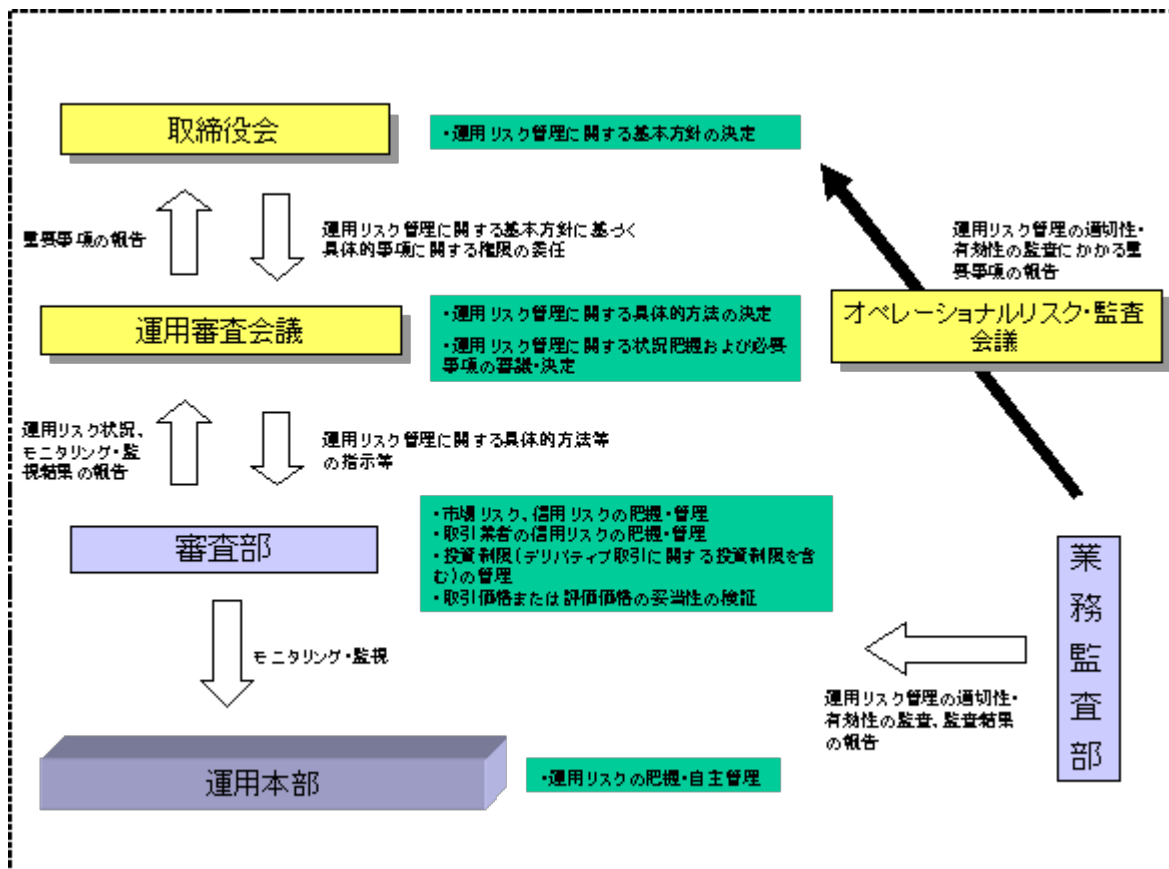 取締役会
・運用リスク管理に関する基本方針の決定
重要事項の報告
運用リスク管理に関する基本方針に基づく
具体的事項に関する権限の委任
運用リスク管理の適切性・
有効性の監査にかかる重
要事項の報告
運用審査会議
・運用リスク管理に関する具体的方法の決定
・運用リスク管理に関する状況把握および必要
事項の審議・決定
オペレーショナルリスク・監査
会議
運用リスク状況、
モニタリング・監
視結果の報告
運用リスク管理に関する具体的方法等
の指示等
審査部
・市場リスク、信用リスクの把握・管理
・取引業者の信用リスクの把握・管理
・投資制限(デリバティブ取引に関する投資制限を含
む)の管理
・取引価格または評価価格の妥当性の検証
業務監査部
モニタリング・監視
運用リスク管理の適切性・
有効性の監査、監査結果
の報告
運用本部
・運用リスクの把握・自主管理